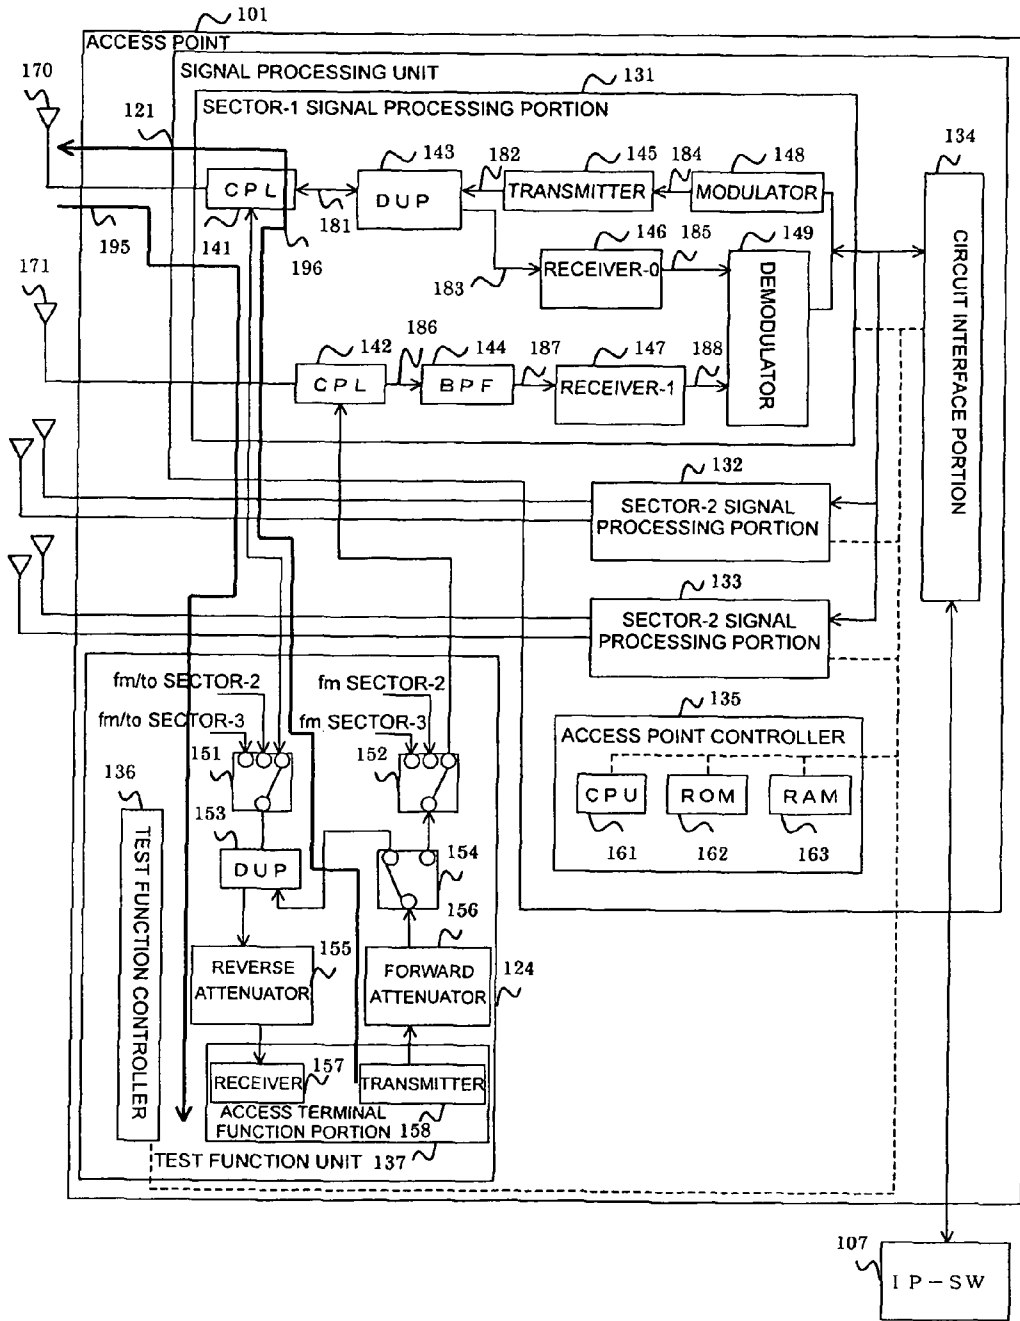 101
ACCESS POINT
170
SIGNAL PROCESSING UNIT
131
121
SECTOR-1 SIGNAL PROCESSING PORTION
134
143
182
145
184
148
CPL
DUP
TRANSMITTER
MODULATOR
181
195
141
196
146
185
149
RECEIVER-0
183
171
DEMODULATOR
CIRCUIT INTERFACE PORTION
142
186
144
187
147
188
CPL
BPF
RECEIVER-1
132
SECTOR-2 SIGNAL
PROCESSING PORTION
133
SECTOR-2 SIGNAL
PROCESSING PORTION
fm/to SECTOR-2
fm SECTOR-2
fm/to SECTOR-3
fm SECTOR-3
135
ACCESS POINT CONTROLLER
151
152
136
CPU
ROM
RAM
153
154
161
162
163
DUP
TEST FUNCTION CONTROLLER
156
155
REVERSE
ATTENUATOR
FORWARD
ATTENUATOR
124
RECEIVER
157
TRANSMITTER
ACCESS TERMINAL
FUNCTION PORTION
158
TEST FUNCTION UNIT
137
107
IP-SW